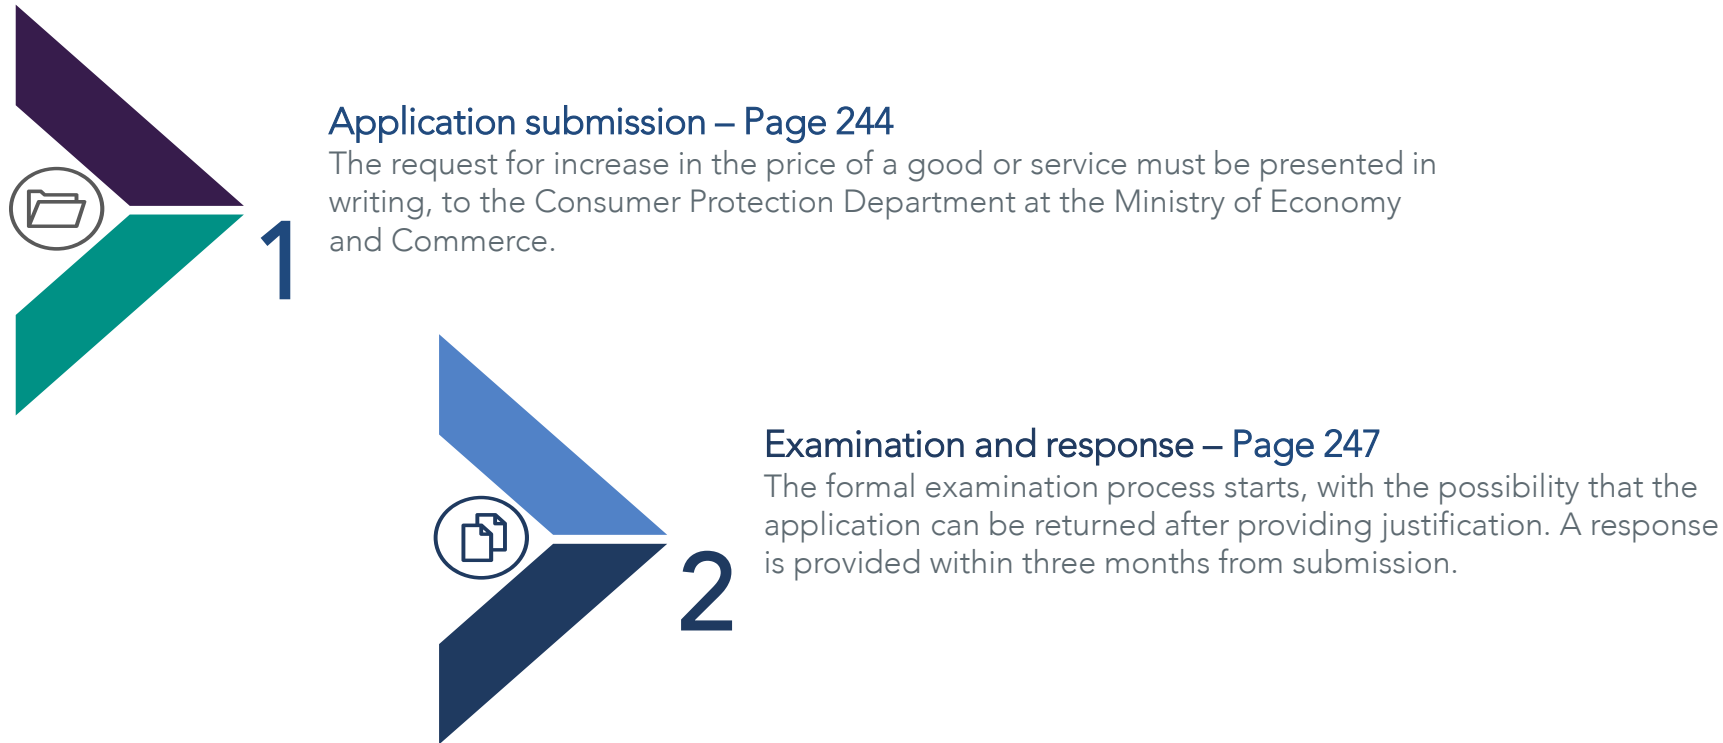 Application submission – Page 244
The request for increase in the price of a good or service must be presented in
writing, to the Consumer Protection Department at the Ministry of Economy
and Commerce.
1
Examination and response – Page 247
The formal examination process starts, with the possibility that the
application can be returned after providing justification. A response
is provided within three months from submission.
2